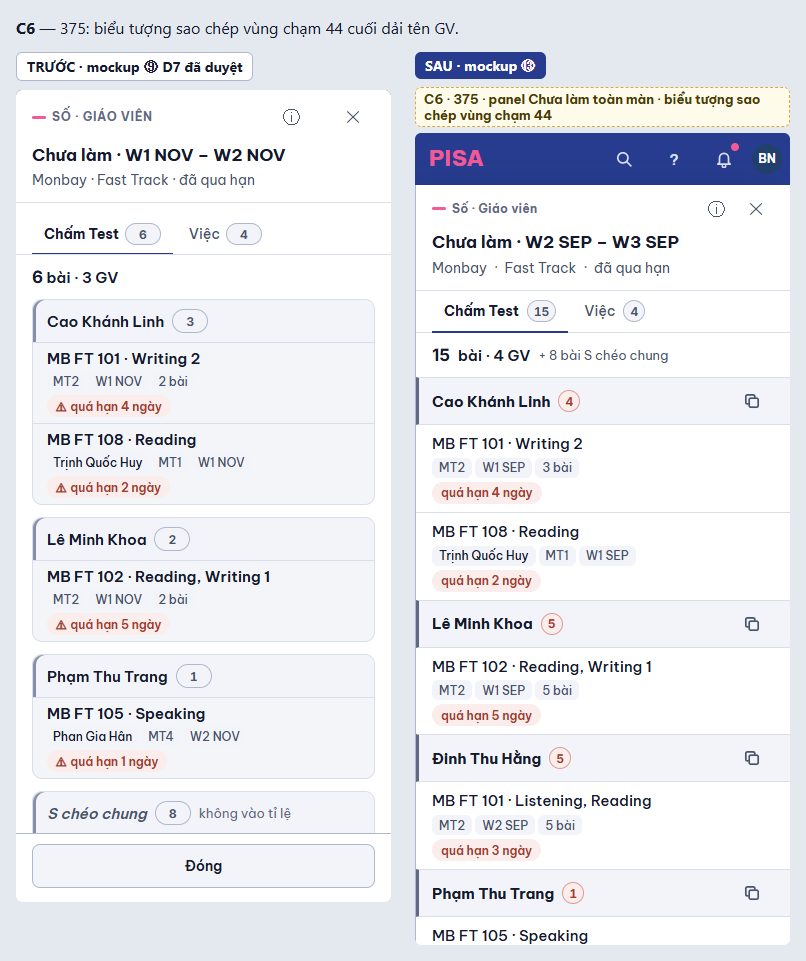 C6 — 375: biểu tượng sao chép vùng chạm 44 cuối dải tên GV.
TRƯỚC · mockup ⑲ D7 đã duyệt
SỐ · GIÁO VIÊN
Chưa làm · W1 NOV – W2 NOV
Monbay · Fast Track · đã qua hạn
Chấm Test 6
Việc 4
6 bài · 3 GV
Cao Khánh Linh 3
MB FT 101 · Writing 2
MT2 W1 NOV 2 bài
⚠ quá hạn 4 ngày
MB FT 108 · Reading
Trịnh Quốc Huy MT1 W1 NOV
⚠ quá hạn 2 ngày
Lê Minh Khoa 2
MB FT 102 · Reading, Writing 1
MT2 W1 NOV 2 bài
⚠ quá hạn 5 ngày
Phạm Thu Trang 1
MB FT 105 · Speaking
Phan Gia Hân MT4 W2 NOV
⚠ quá hạn 1 ngày
S chéo chung 8 không vào tỉ lệ
Đóng
SAU · mockup
C6 · 375 · panel Chưa làm toàn màn · biểu tượng sao
chép vùng chạm 44
PISA ? BN
Số · Giáo viên
Chưa làm · W2 SEP – W3 SEP
Monbay · Fast Track · đã qua hạn
Chấm Test 15
Việc 4
15 bài · 4 GV + 8 bài S chéo chung
Cao Khánh Linh 4
MB FT 101 · Writing 2
MT2 W1 SEP 3 bài
quá hạn 4 ngày
MB FT 108 · Reading
Trịnh Quốc Huy MT1 W1 SEP
quá hạn 2 ngày
Lê Minh Khoa 5
MB FT 102 · Reading, Writing 1
MT2 W1 SEP 5 bài
quá hạn 5 ngày
Đinh Thu Hằng 5
MB FT 101 · Listening, Reading
MT2 W2 SEP 5 bài
quá hạn 3 ngày
Phạm Thu Trang 1
MB FT 105 · Speaking